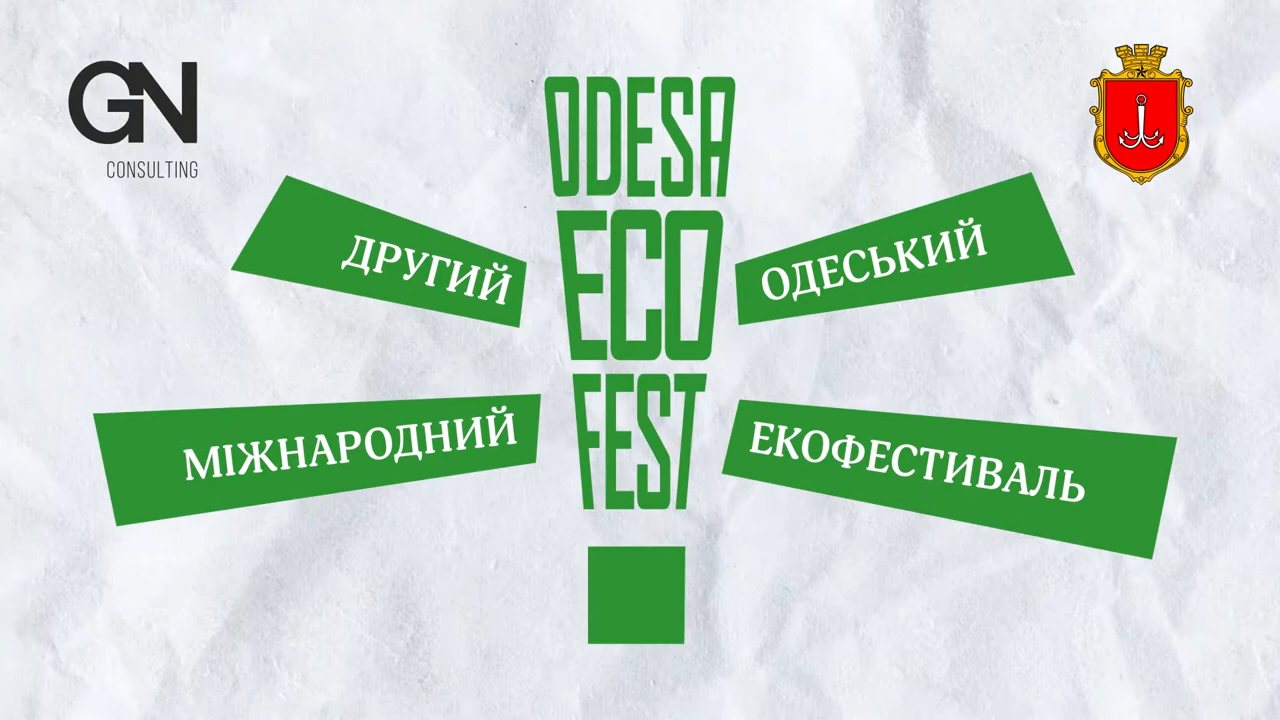 GN
CONSULTING
ODESA
ECO
FEST
ДРУГИЙ
ОДЕСЬКИЙ
МІЖНАРОДНИЙ
ЕКОФЕСТИВАЛЬ